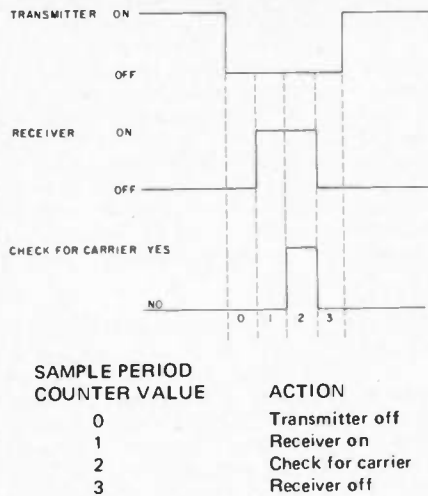 TRANSMITTER ON
OFF
RECEIVER ON
OFF
CHECK FOR CARRIER YES
NO
0 1 2 3
SAMPLE PERIOD
COUNTER VALUE ACTION
0 Transmitter off
1 Receiver on
2 Check for carrier
3 Receiver off